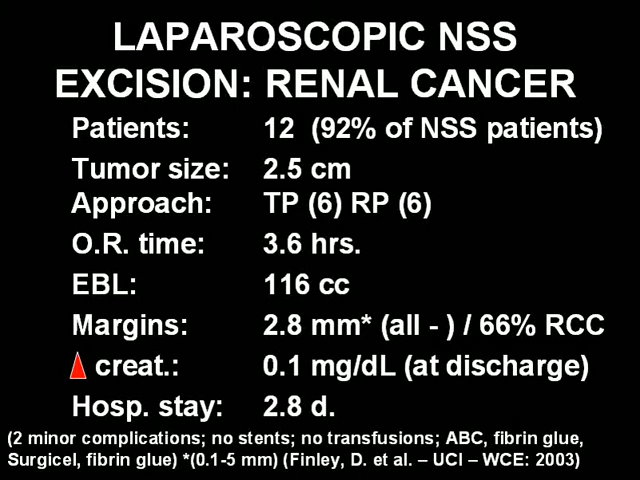 LAPAROSCOPIC NSS
EXCISION: RENAL CANCER
Patients: 12 (92% of NSS patients)
Tumor size: 2.5 cm
Approach: TP (6) RP (6)
O.R. time: 3.6 hrs.
EBL: 116 cc
Margins: 2.8 mm* (all - ) / 66% RCC
creat.: 0.1 mg/dL (at discharge)
Hosp. stay: 2.8 d.
(2 minor complications; no stents; no transfusions; ABC, fibrin glue,
Surgicel, fibrin glue) *(0.1-5 mm) (Finley, D. et al. – UCI – WCE: 2003)